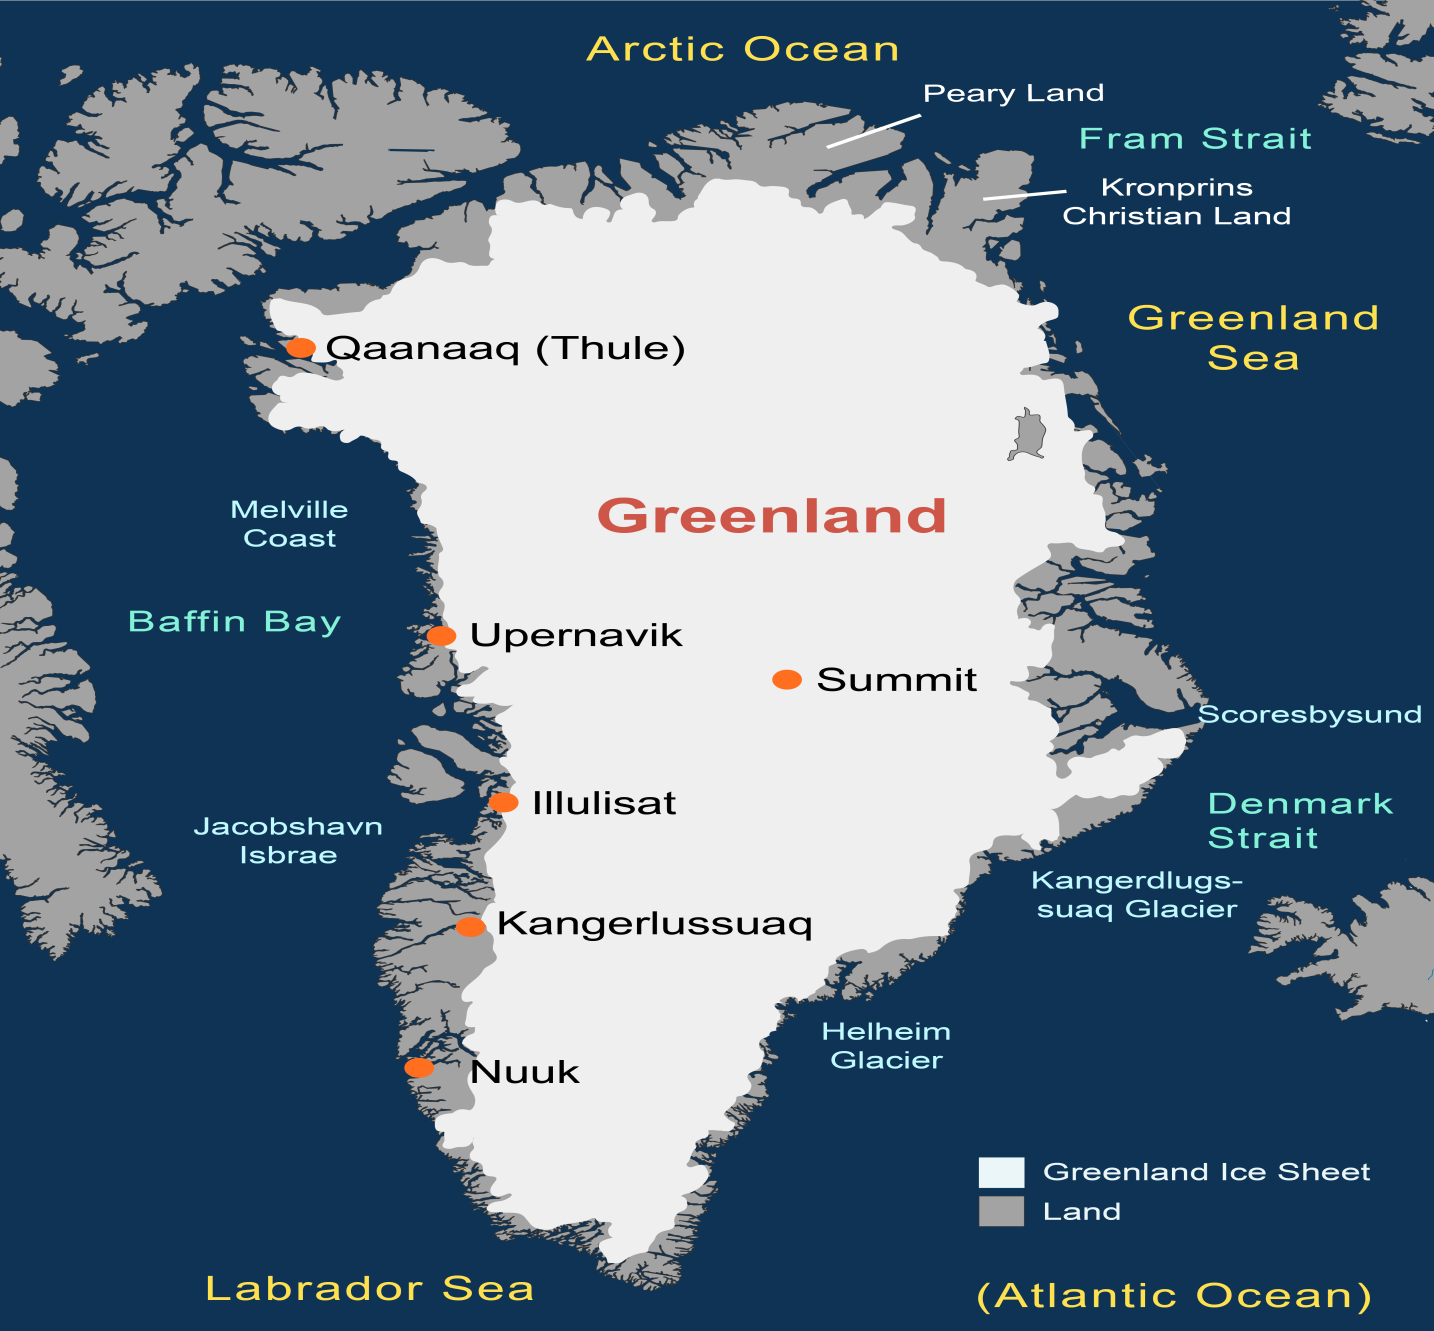 Arctic Ocean
Peary Land
Fram Strait
Kronprins
Christian Land
Greenland
Sea
Qaanaaq (Thule)
Melville
Coast
Greenland
Baffin Bay
Upernavik
Summit
Scoresbysund
Illulisat
Denmark
Strait
Jacobshavn
Isbrae
Kangerdlugs-
suaq Glacier
Kangerlussuaq
Helheim
Glacier
Nuuk
Greenland Ice Sheet
Land
Labrador Sea
(Atlantic Ocean)